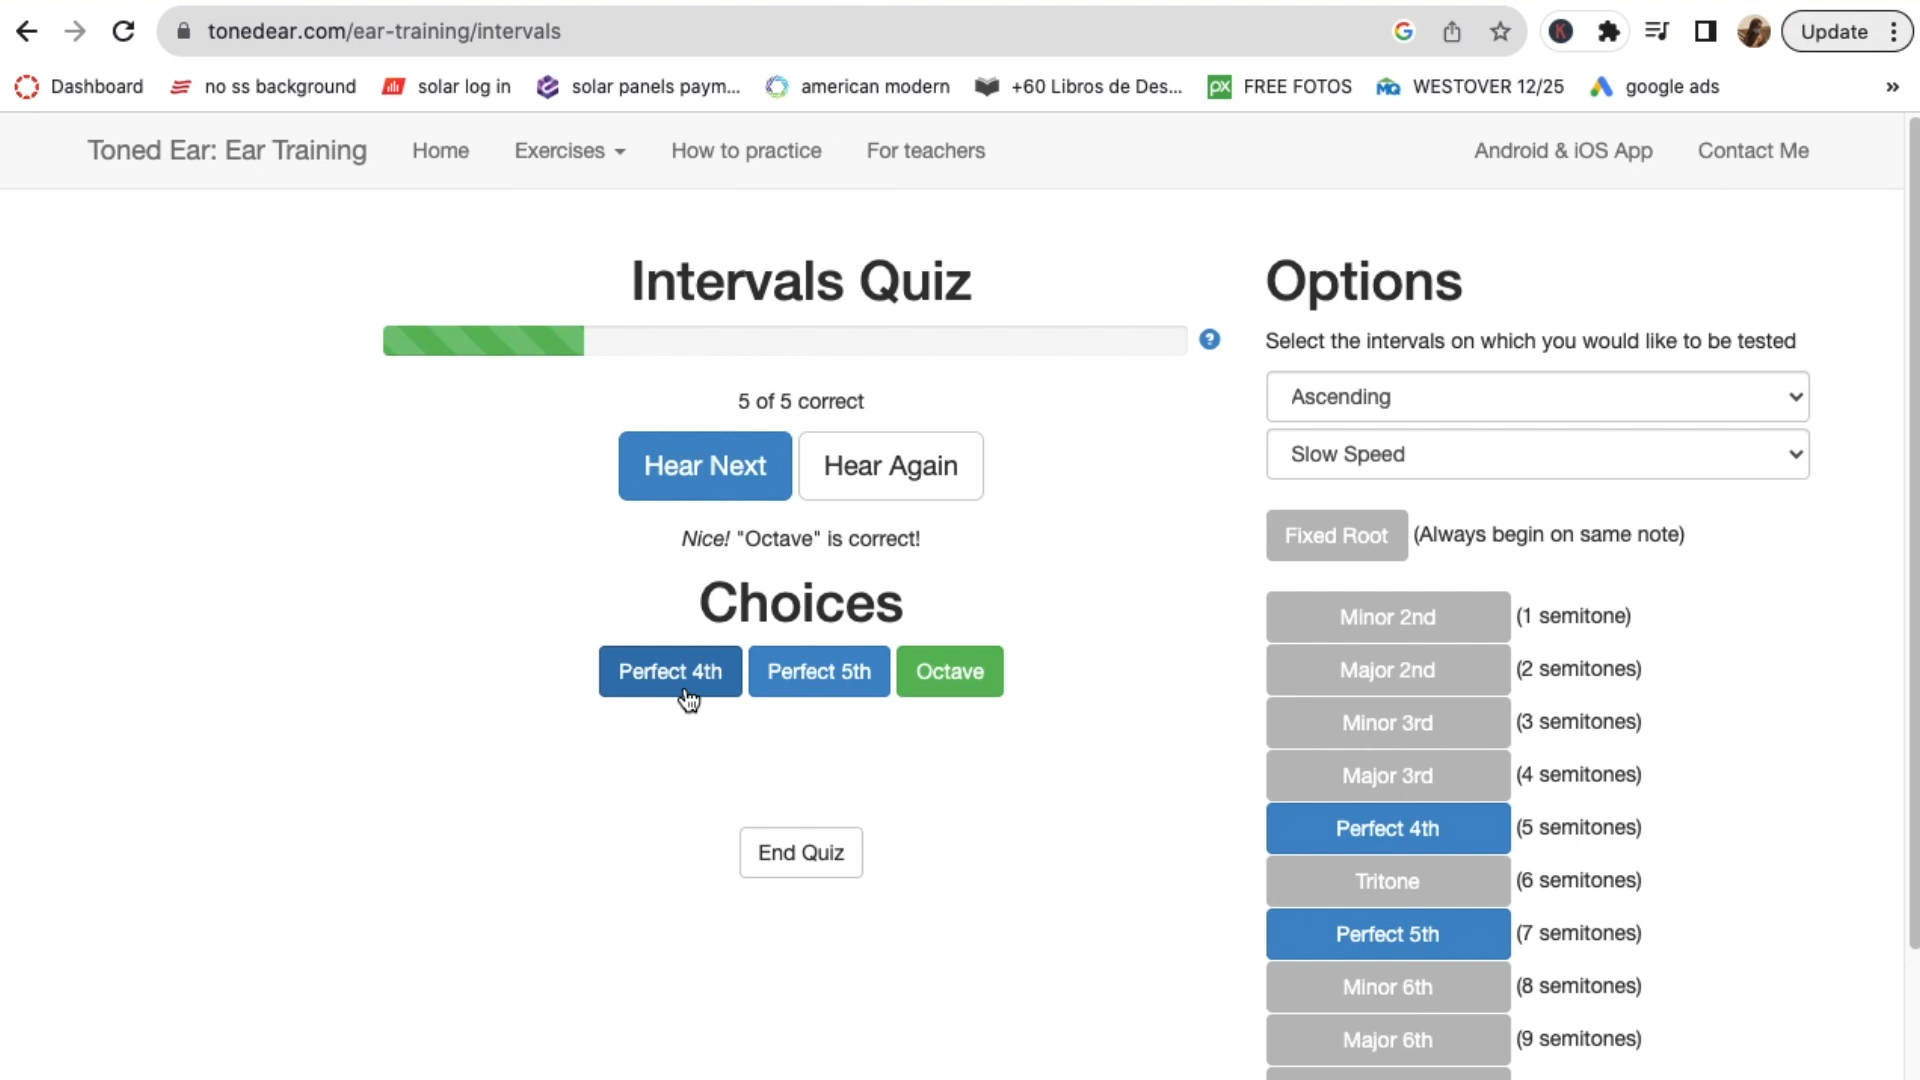 tonedear.com/ear-training/intervals
Update
Dashboard no ss background solar log in solar panels paym... american modern +60 Libros de Des... FREE FOTOS WESTOVER 12/25 google ads »
Toned Ear: Ear Training Home Exercises How to practice For teachers Android & iOS App Contact Me
Intervals Quiz
5 of 5 correct
Hear Next Hear Again
Nice! "Octave" is correct!
Choices
Perfect 4th Perfect 5th Octave
End Quiz
Options
Select the intervals on which you would like to be tested
Ascending
Slow Speed
Fixed Root (Always begin on same note)
Minor 2nd (1 semitone)
Major 2nd (2 semitones)
Minor 3rd (3 semitones)
Major 3rd (4 semitones)
Perfect 4th (5 semitones)
Tritone (6 semitones)
Perfect 5th (7 semitones)
Minor 6th (8 semitones)
Major 6th (9 semitones)